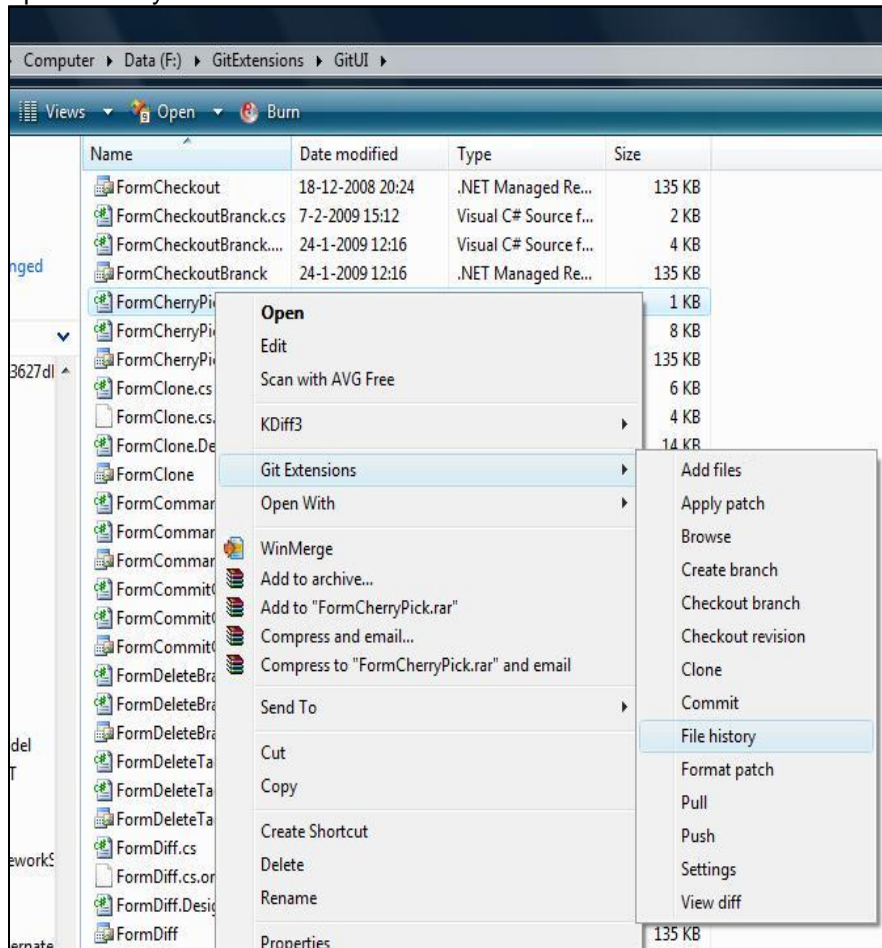 Computer ▸ Data (F:) ▸ GitExtensions ▸ GitUI ▸
Views Open Burn
Name Date modified Type Size
FormCheckout 18-12-2008 20:24 .NET Managed Re... 135 KB
FormCheckoutBranck.cs 7-2-2009 15:12 Visual C# Source f... 2 KB
FormCheckoutBranck.... 24-1-2009 12:16 Visual C# Source f... 4 KB
FormCheckoutBranck 24-1-2009 12:16 .NET Managed Re... 135 KB
nged
FormCherryPi 1 KB
FormCherryPi 8 KB
FormCherryPi 135 KB
3627dl
FormClone.cs 6 KB
FormClone.cs. 4 KB
FormClone.De 14 KB
FormClone
FormCommar
FormCommar
FormCommar
FormCommit
FormCommit
FormCommit
FormDeleteBra
FormDeleteBra
FormDeleteBra
del
FormDeleteTa
T
FormDeleteTa
FormDeleteTa
FormDiff.cs
eworkS
FormDiff.cs.or
FormDiff.Desig
FormDiff 135 KB
ernate
Open
Edit
Scan with AVG Free
KDiff3
Git Extensions
Open With
WinMerge
Add to archive...
Add to "FormCherryPick.rar"
Compress and email...
Compress to "FormCherryPick.rar" and email
Send To
Cut
Copy
Create Shortcut
Delete
Rename
Properties
Add files
Apply patch
Browse
Create branch
Checkout branch
Checkout revision
Clone
Commit
File history
Format patch
Pull
Push
Settings
View diff